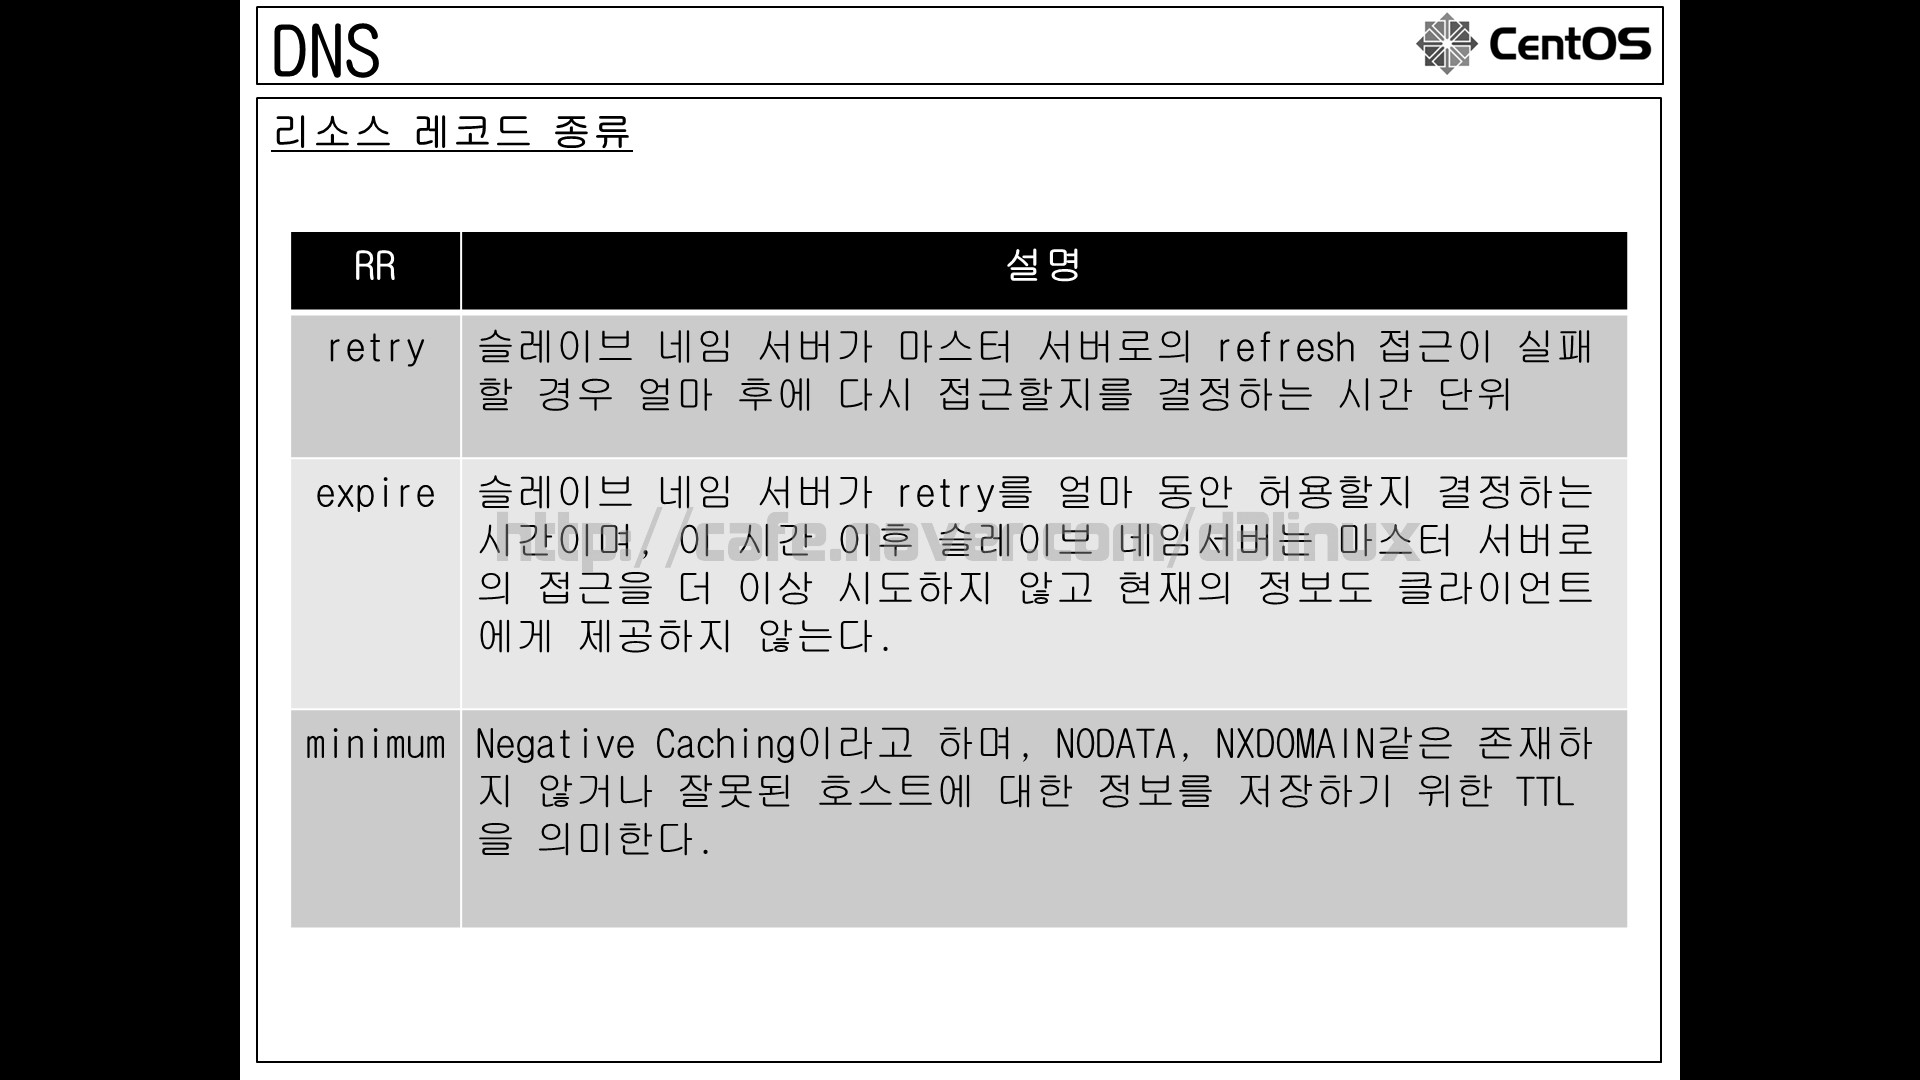 DNS
CentOS
리소스 레코드 종류
RR
설명
retry
슬레이브 네임 서버가 마스터 서버로의 refresh 접근이 실패
할 경우 얼마 후에 다시 접근할지를 결정하는 시간 단위
expire
슬레이브 네임 서버가 retry를 얼마 동안 허용할지 결정하는
시간이며, 이 시간 이후 슬레이브 네임서버는 마스터 서버로
의 접근을 더 이상 시도하지 않고 현재의 정보도 클라이언트
에게 제공하지 않는다.
http://cafe.naver.com/d3linux
minimum
Negative Caching이라고 하며, NODATA, NXDOMAIN같은 존재하
지 않거나 잘못된 호스트에 대한 정보를 저장하기 위한 TTL
을 의미한다.